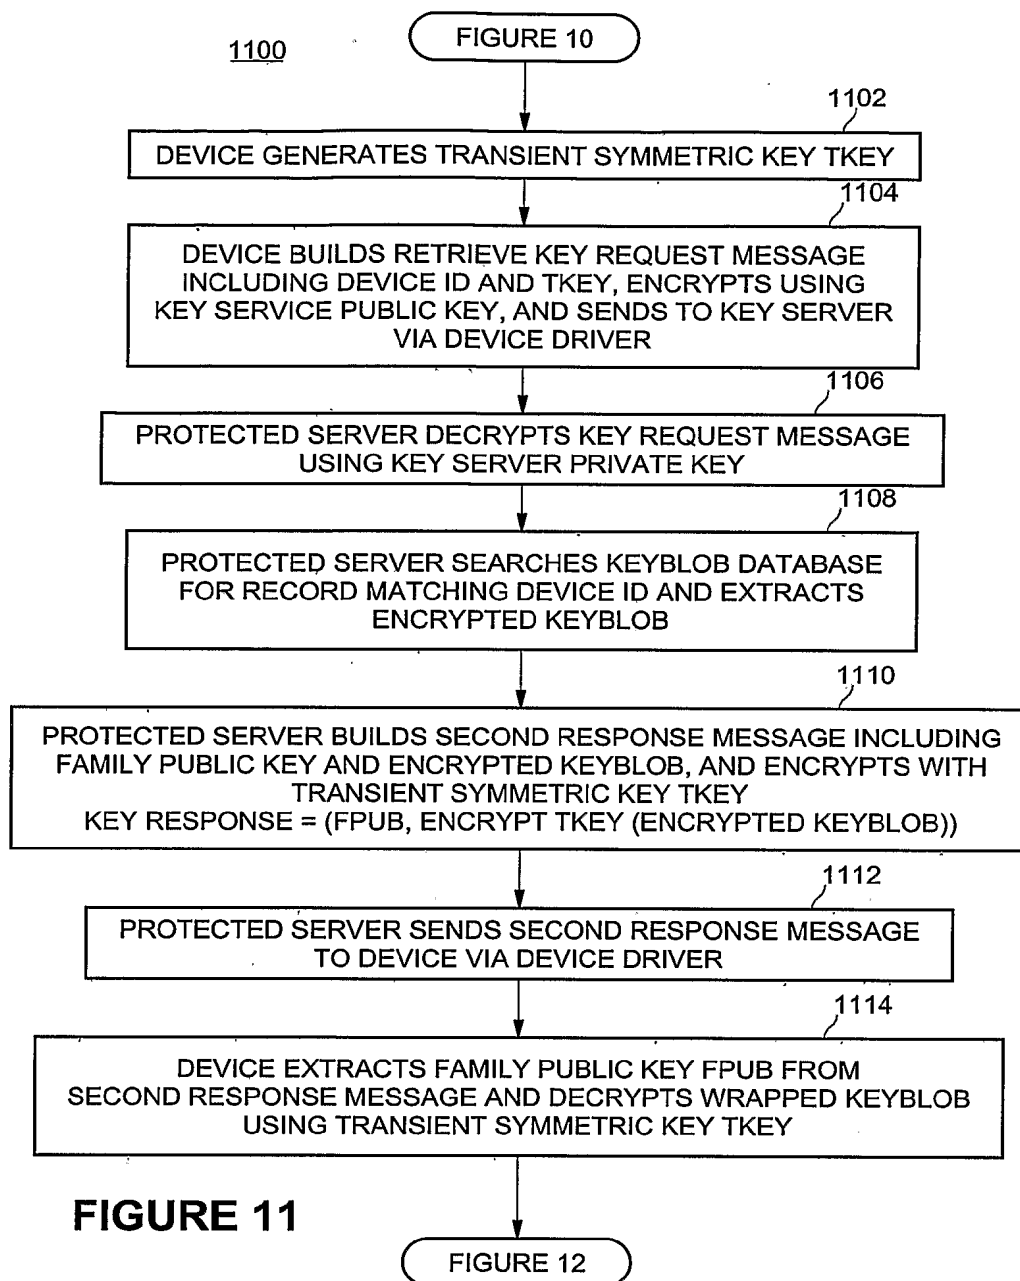 1100
FIGURE 10
1102
DEVICE GENERATES TRANSIENT SYMMETRIC KEY TKEY
1104
DEVICE BUILDS RETRIEVE KEY REQUEST MESSAGE
INCLUDING DEVICE ID AND TKEY, ENCRYPTS USING
KEY SERVICE PUBLIC KEY, AND SENDS TO KEY SERVER
VIA DEVICE DRIVER
1106
PROTECTED SERVER DECRYPTS KEY REQUEST MESSAGE
USING KEY SERVER PRIVATE KEY
1108
PROTECTED SERVER SEARCHES KEYBLOB DATABASE
FOR RECORD MATCHING DEVICE ID AND EXTRACTS
ENCRYPTED KEYBLOB
1110
PROTECTED SERVER BUILDS SECOND RESPONSE MESSAGE INCLUDING
FAMILY PUBLIC KEY AND ENCRYPTED KEYBLOB, AND ENCRYPTS WITH
TRANSIENT SYMMETRIC KEY TKEY
KEY RESPONSE = (FPUB, ENCRYPT TKEY (ENCRYPTED KEYBLOB))
1112
PROTECTED SERVER SENDS SECOND RESPONSE MESSAGE
TO DEVICE VIA DEVICE DRIVER
1114
DEVICE EXTRACTS FAMILY PUBLIC KEY FPUB FROM
SECOND RESPONSE MESSAGE AND DECRYPTS WRAPPED KEYBLOB
USING TRANSIENT SYMMETRIC KEY TKEY
FIGURE 11
FIGURE 12